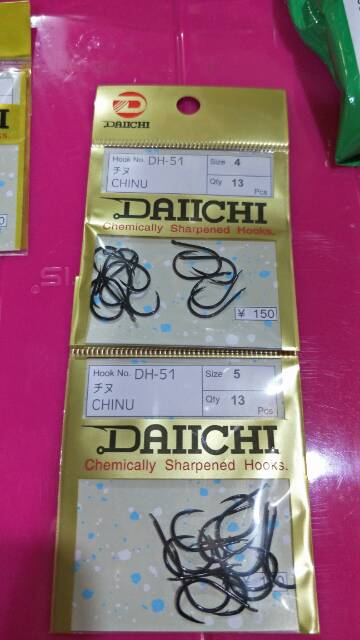 DAIICHI
Hook No. DH-51
チヌ
CHINU
Size 4
Qty 13
Pcs
DAIICHI
Chemically Sharpened Hooks.
¥ 150
Hook No. DH-51
チヌ
CHINU
Size 5
Qty 13
Pcs
DAIICHI
Chemically Sharpened Hooks.